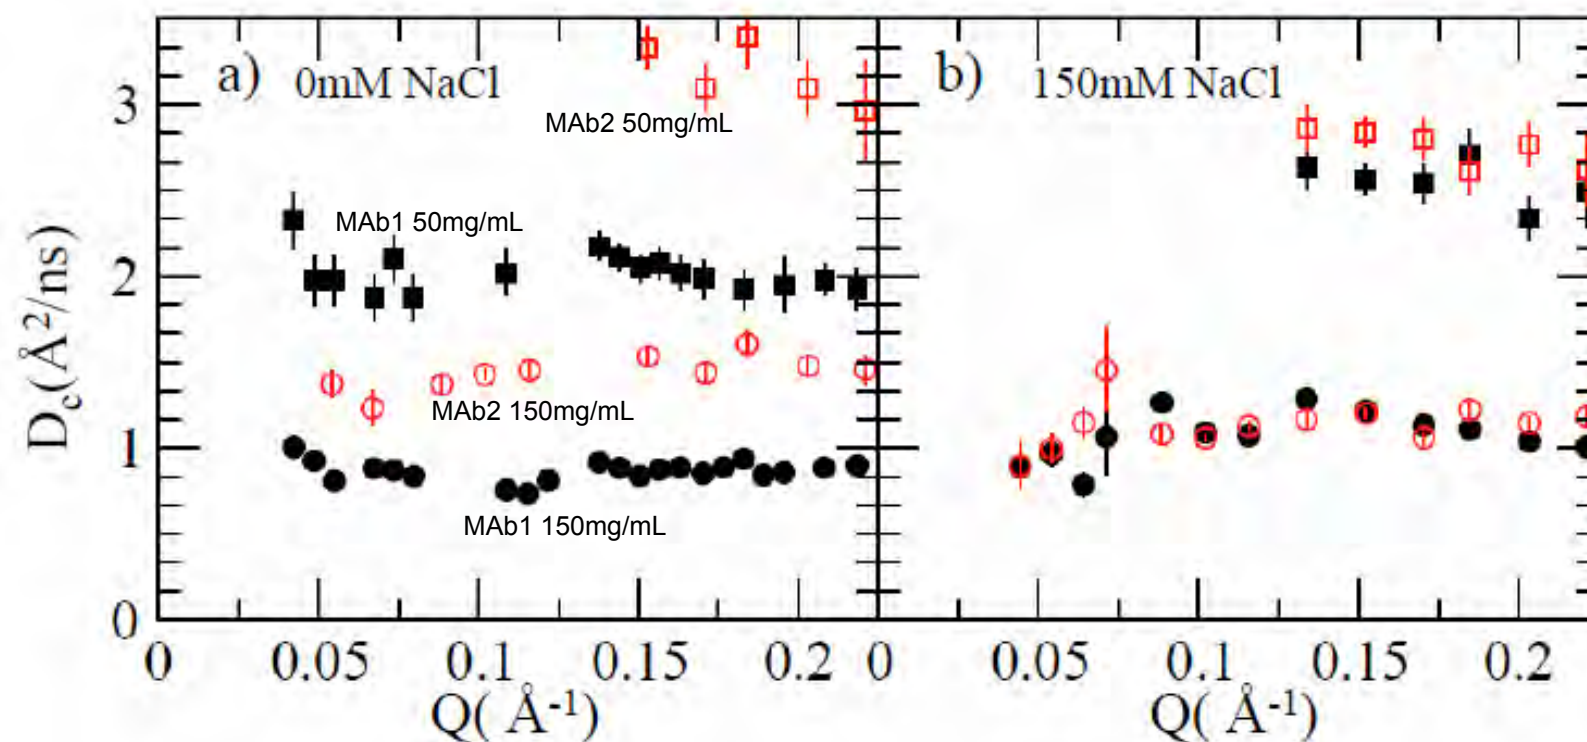 a) 0mM NaCl
b) 150mM NaCl
3
MAb2 50mg/mL
MAb1 50mg/mL
2
MAb2 150mg/mL
1
MAb1 150mg/mL
0
D_c(Å²/ns)
0 0.05 0.1 0.15 0.2 0 0.05 0.1 0.15 0.2
Q( Å⁻¹) Q( Å⁻¹)